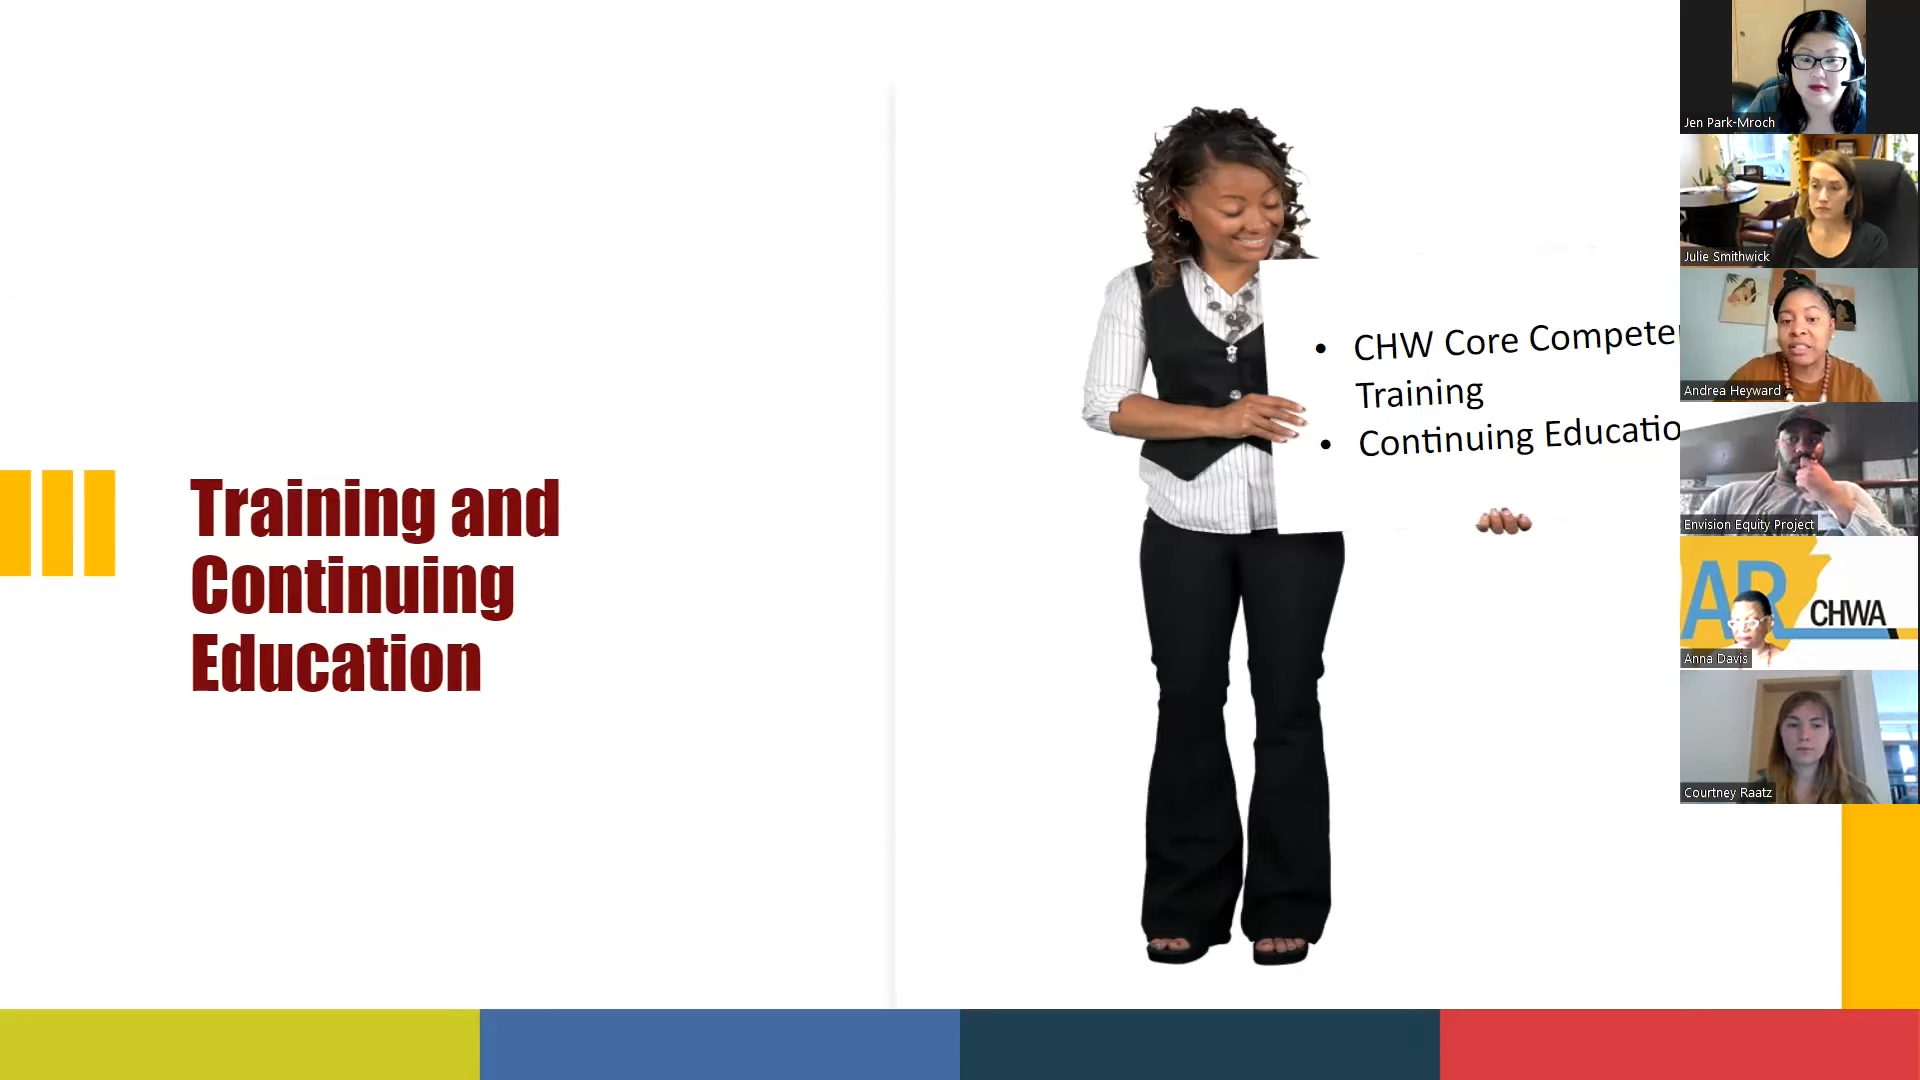 Training and
Continuing
Education
• CHW Core Compete
Training
• Continuing Educatio
Jen Park-Mroch
Julie Smithwick
Andrea Heyward
Envision Equity Project
AR
CHWA
Anna Davis
Courtney Raatz